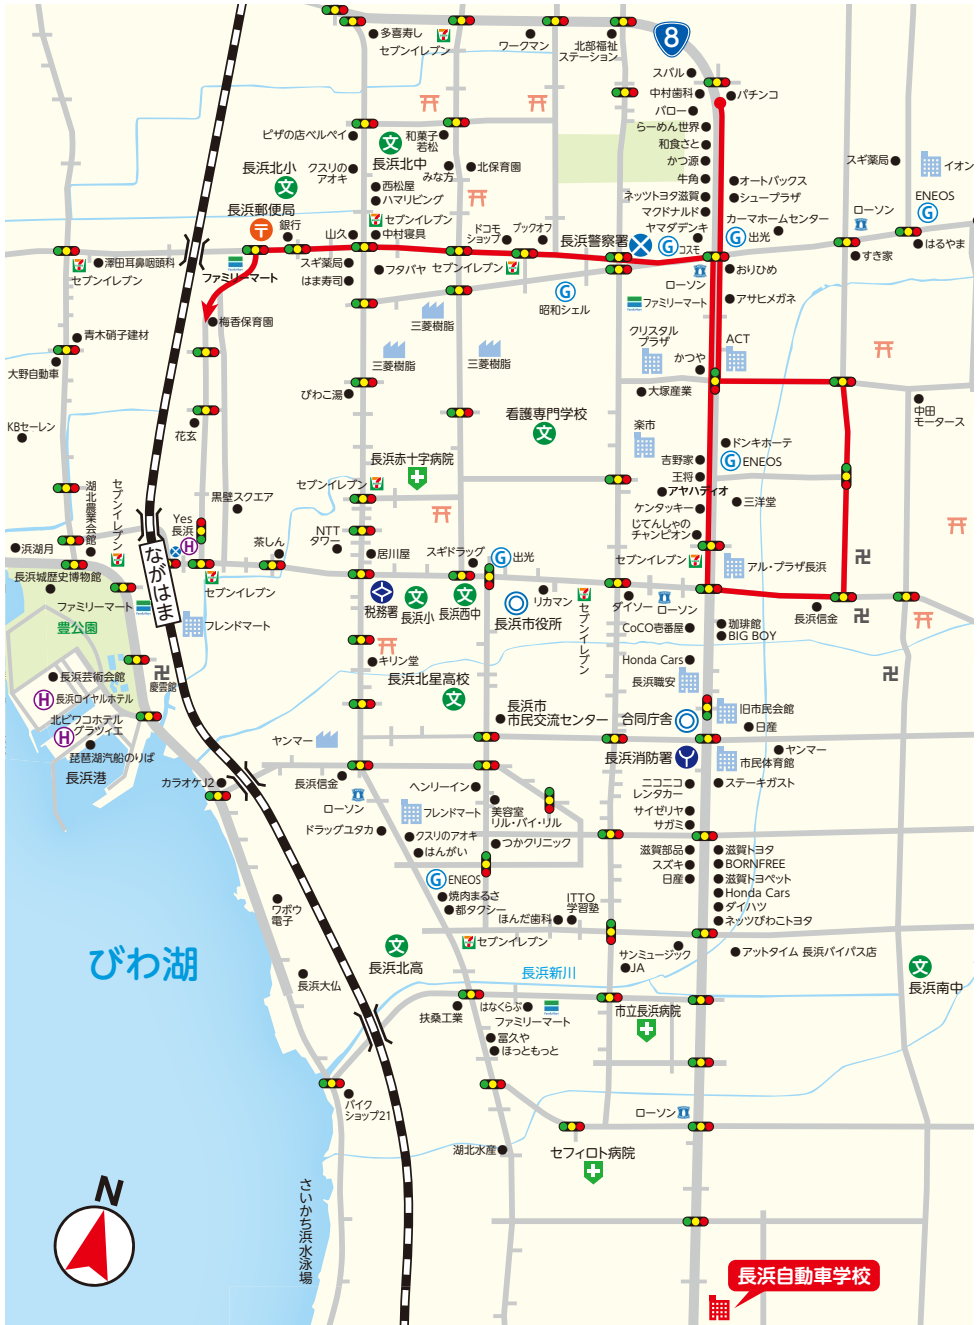 多喜寿し
セブンイレブン
ワークマン
北部福祉
ステーション
8
スバル
中村歯科
パチンコ
バロー
らーめん世界
和食さと
かつ源
牛角
ネッツトヨタ滋賀
マクドナルド
ヤマダデンキ
オートバックス
シュープラザ
カーマホームセンター
出光
コスモ
スギ薬局
イオン
ENEOS
ローソン
はるやま
すき家
ピザの店ペルペイ
和菓子
若松
長浜北小
クスリの
アオキ
長浜北中
みな方
北保育園
西松屋
ハマリビング
長浜郵便局
銀行
山久
セブンイレブン
中村寝具
ドコモ
ショップ
ブックオフ
長浜警察署
澤田耳鼻咽頭科
セブンイレブン
ファミリーマート
スギ薬局
はま寿司
フタバヤ
セブンイレブン
ローソン
おりひめ
昭和シェル
ファミリーマート
アサヒメガネ
梅香保育園
三菱樹脂
三菱樹脂
三菱樹脂
青木硝子建材
大野自動車
クリスタル
プラザ
ACT
かつや
大塚産業
びわこ湯
看護専門学校
中田
モータース
花玄
KBセーレン
楽市
ドンキホーテ
ENEOS
吉野家
王将
アヤハディオ
ケンタッキー
三洋堂
じてんしゃの
チャンピオン
長浜赤十字病院
セブンイレブン
湖北農業会館
セブンイレブン
黒壁スクエア
Yes
長浜
茶しん
NTT
タワー
居川屋
スギドラッグ
出光
浜湖月
長浜城歴史博物館
ながはま
セブンイレブン
ファミリーマート
フレンドマート
豊公園
税務署
長浜小
長浜西中
リカマン
長浜市役所
セブンイレブン
セブンイレブン
アル・プラザ長浜
ダイソー
ローソン
長浜信金
CoCO壱番屋
珈琲館
BIG BOY
Honda Cars
長浜職安
キリン堂
長浜北星高校
慶雲館
長浜芸術会館
長浜ロイヤルホテル
北ビワコホテル
グラツィエ
琵琶湖汽船のりば
長浜港
長浜市
市民交流センター
合同庁舎
旧市民会館
日産
ヤンマー
長浜消防署
ヤンマー
市民体育館
カラオケJ2
長浜信金
ローソン
ヘンリーイン
ニコニコ
レンタカー
ステーキガスト
フレンドマート
美容室
リル・バイ・リル
サイゼリヤ
サガミ
ドラッグユタカ
クスリのアオキ
はんがい
つかクリニック
滋賀部品
スズキ
日産
滋賀トヨタ
BORNFREE
滋賀トヨペット
Honda Cars
ダイハツ
ネッツびわこトヨタ
ENEOS
焼肉まるさ
都タクシー
ワボウ
電子
ITTO
学習塾
ほんだ歯科
セブンイレブン
サンミュージック
JA
アットタイム 長浜バイパス店
びわ湖
長浜北高
長浜大仏
長浜新川
長浜南中
扶桑工業
はなくらぶ
ファミリーマート
市立長浜病院
冨久や
ほっともっと
バイク
ショップ21
ローソン
湖北水産
セフィロト病院
さいかち浜水泳場
N
長浜自動車学校